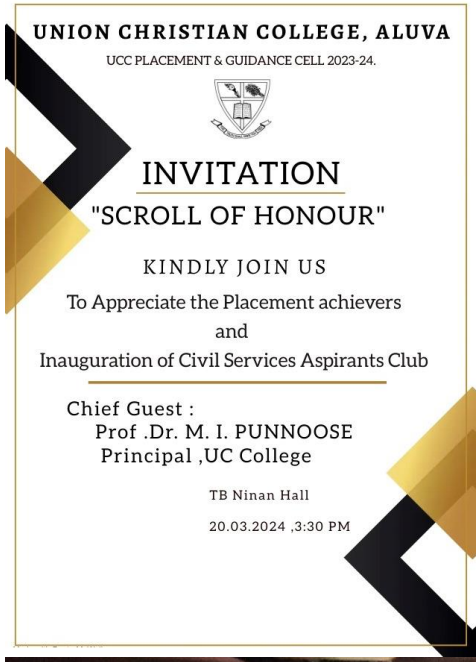 UNION CHRISTIAN COLLEGE, ALUVA
UCC PLACEMENT & GUIDANCE CELL 2023-24.
INVITATION
"SCROLL OF HONOUR"
KINDLY JOIN US
To Appreciate the Placement achievers
and
Inauguration of Civil Services Aspirants Club
Chief Guest :
Prof .Dr. M. I. PUNNOOSE
Principal ,UC College
TB Ninan Hall
20.03.2024 ,3:30 PM